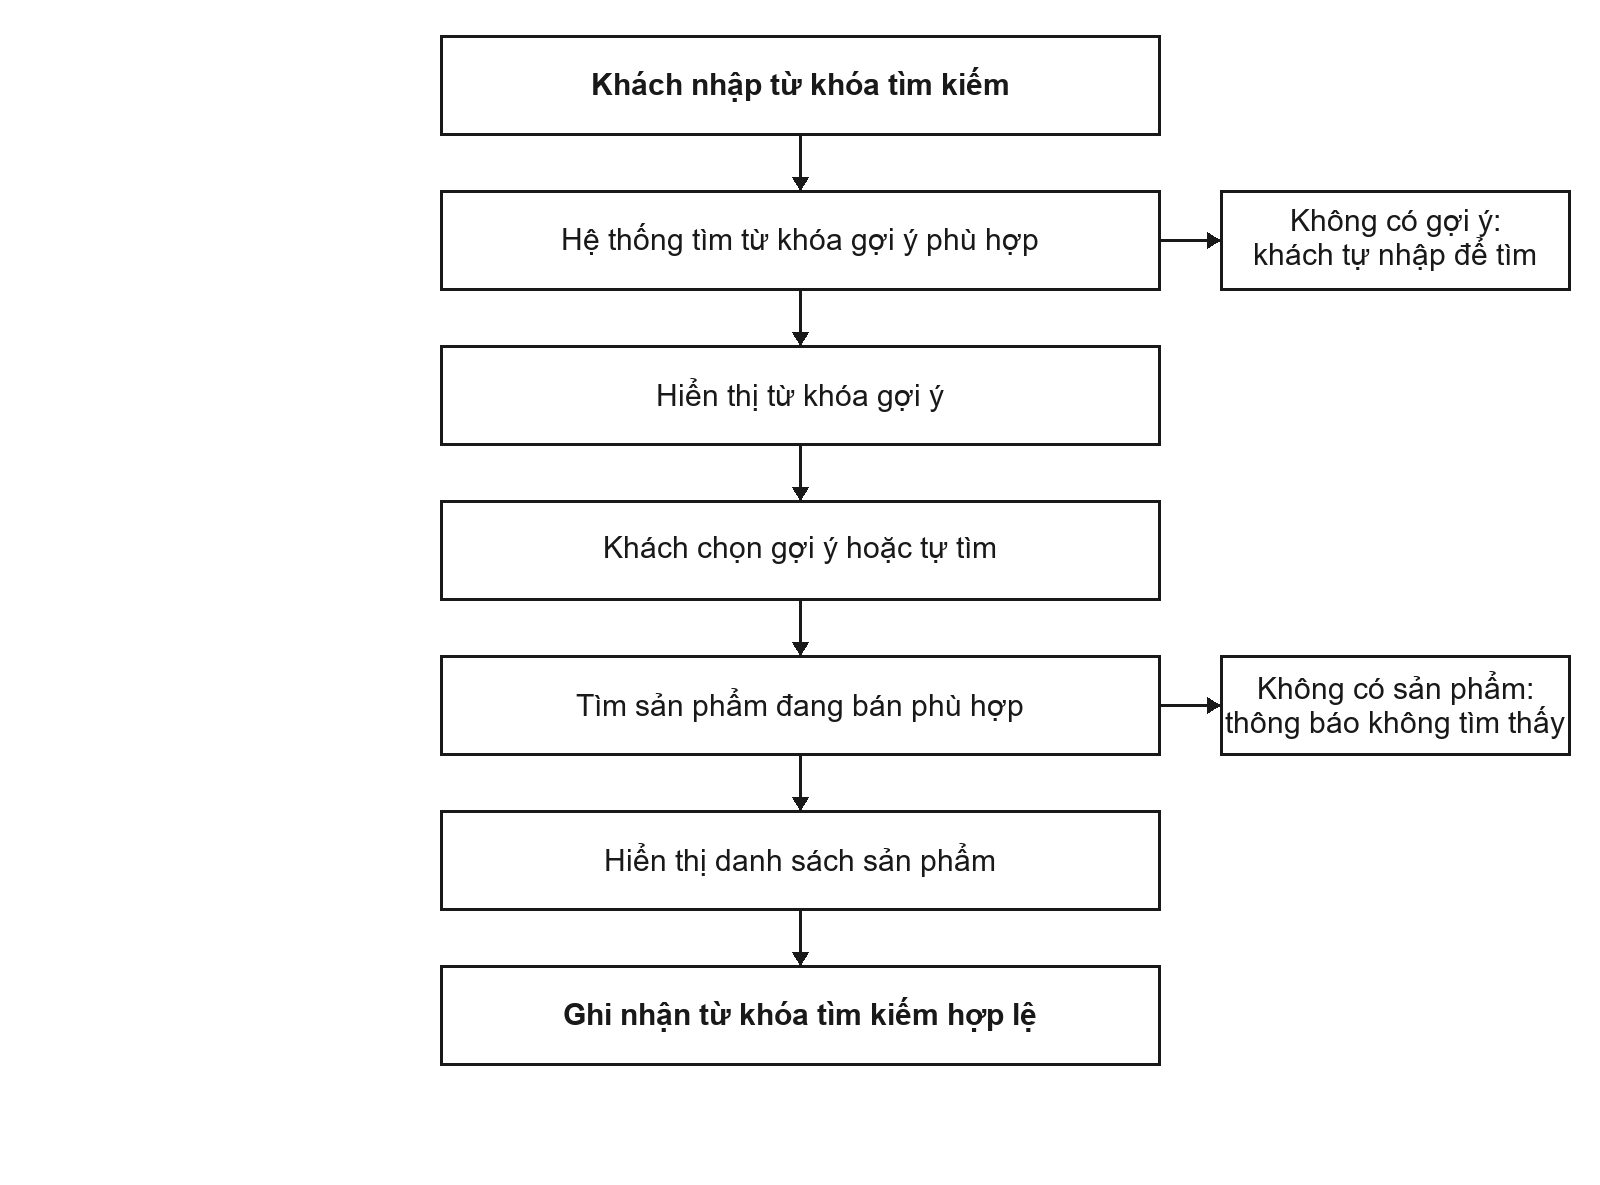 Khách nhập từ khóa tìm kiếm
Hệ thống tìm từ khóa gợi ý phù hợp
Không có gợi ý:
khách tự nhập để tìm
Hiển thị từ khóa gợi ý
Khách chọn gợi ý hoặc tự tìm
Tìm sản phẩm đang bán phù hợp
Không có sản phẩm:
thông báo không tìm thấy
Hiển thị danh sách sản phẩm
Ghi nhận từ khóa tìm kiếm hợp lệ